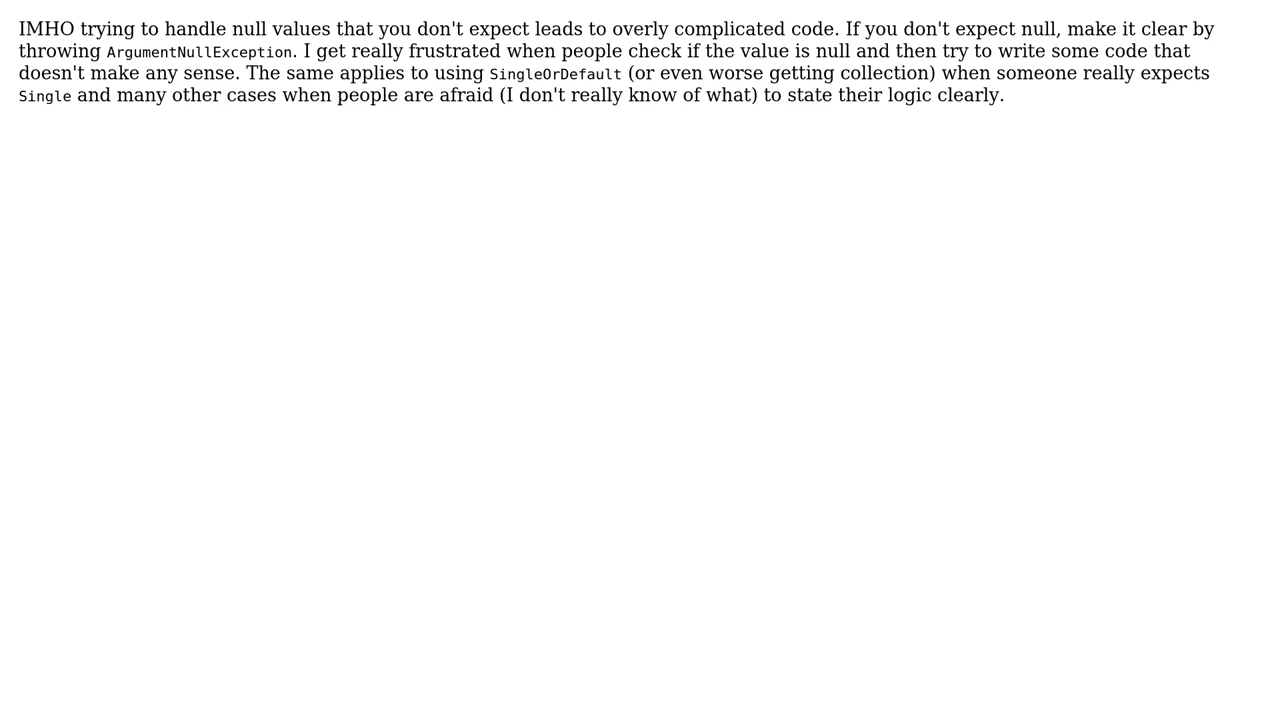 IMHO trying to handle null values that you don't expect leads to overly complicated code. If you don't expect null, make it clear by
throwing ArgumentNullException. I get really frustrated when people check if the value is null and then try to write some code that
doesn't make any sense. The same applies to using SingleOrDefault (or even worse getting collection) when someone really expects
Single and many other cases when people are afraid (I don't really know of what) to state their logic clearly.